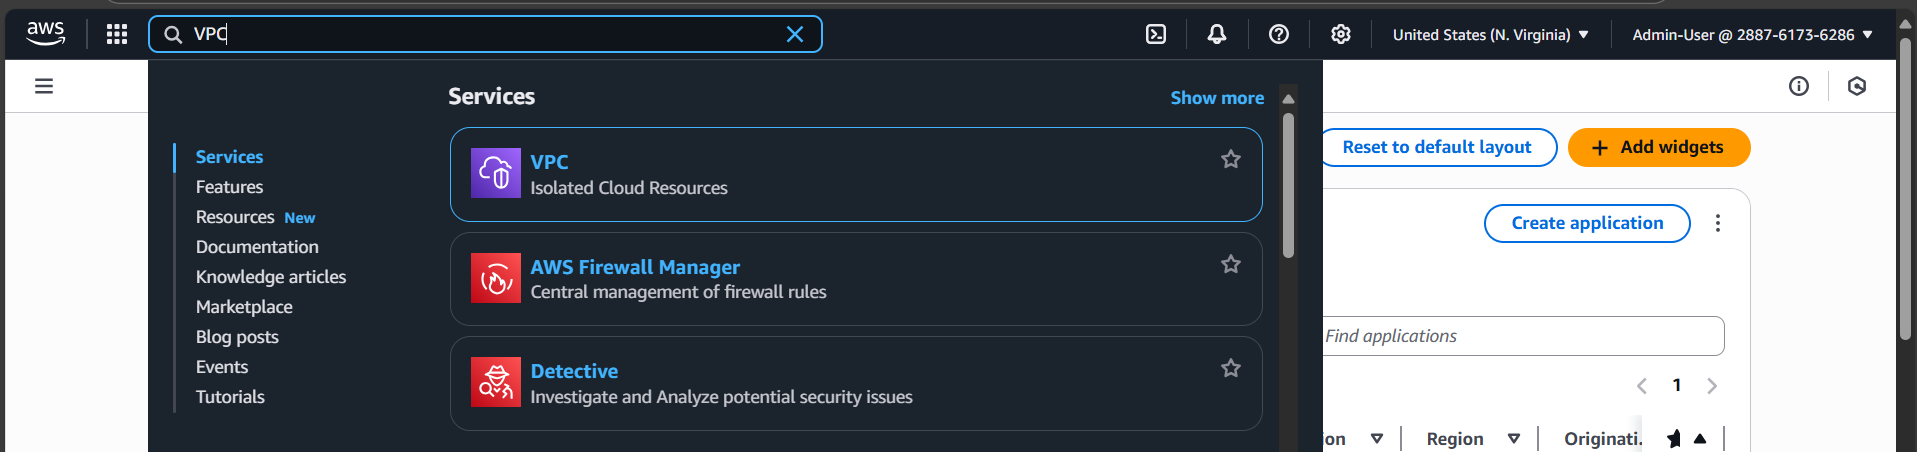 aws
VPC
United States (N. Virginia)
Admin-User @ 2887-6173-6286
Services
Show more
Services
Features
Resources New
Documentation
Knowledge articles
Marketplace
Blog posts
Events
Tutorials
VPC
Isolated Cloud Resources
AWS Firewall Manager
Central management of firewall rules
Detective
Investigate and Analyze potential security issues
Reset to default layout
+ Add widgets
Create application
Find applications
1
ion
Region
Originati.